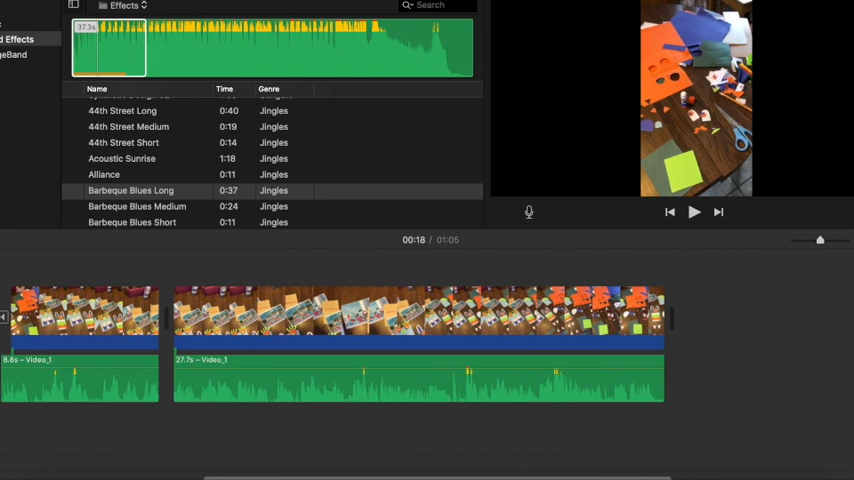 Effects
Search
d Effects
geBand
37.3s
Name Time Genre
44th Street Long 0:40 Jingles
44th Street Medium 0:19 Jingles
44th Street Short 0:14 Jingles
Acoustic Sunrise 1:18 Jingles
Alliance 0:11 Jingles
Barbeque Blues Long 0:37 Jingles
Barbeque Blues Medium 0:24 Jingles
Barbeque Blues Short 0:11 Jingles
00:18 / 01:05
8.8s – Video_1
27.7s – Video_1